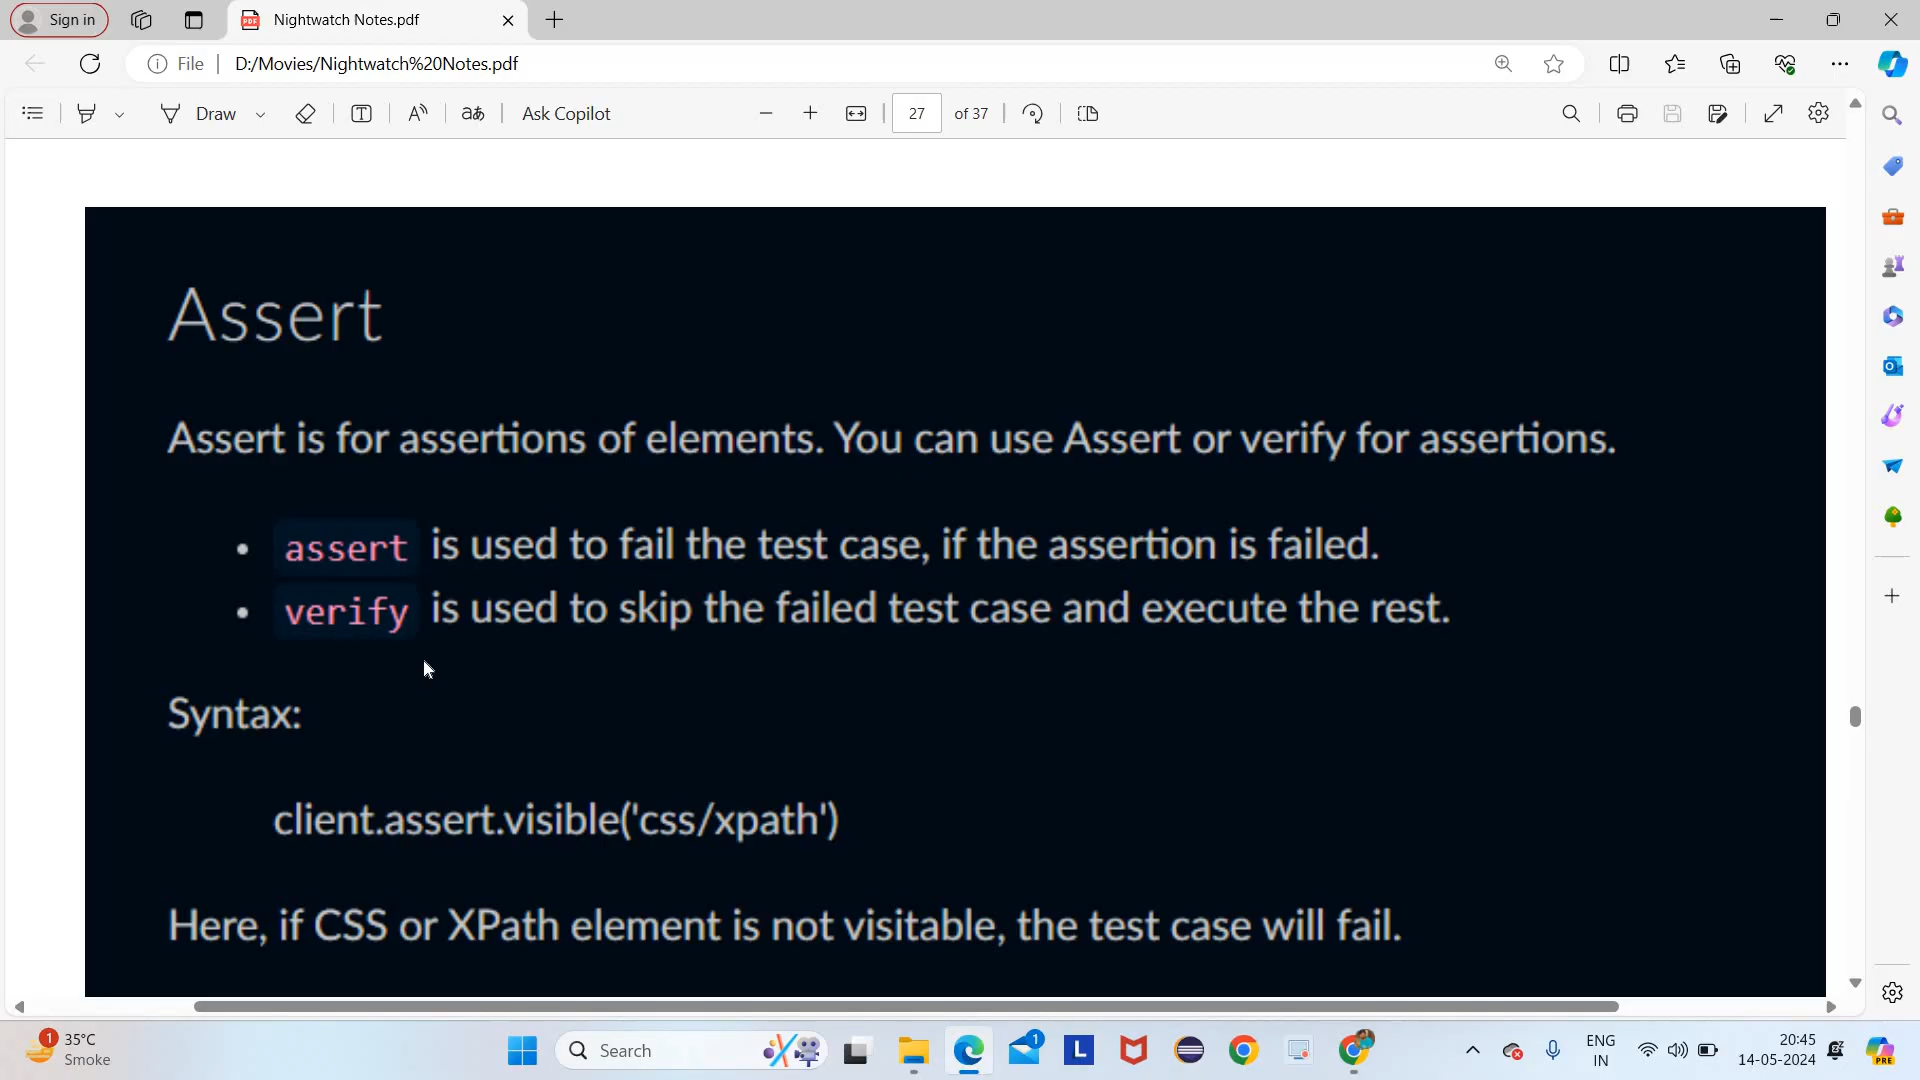 Sign in
Nightwatch Notes.pdf
File
D:/Movies/Nightwatch%20Notes.pdf
Draw
Ask Copilot
27 of 37
Assert
Assert is for assertions of elements. You can use Assert or verify for assertions.
• assert is used to fail the test case, if the assertion is failed.
• verify is used to skip the failed test case and execute the rest.
Syntax:
client.assert.visible('css/xpath')
Here, if CSS or XPath element is not visitable, the test case will fail.
1
35°C
Smoke
Search
1
L
ENG
IN
20:45
14-05-2024
PRE